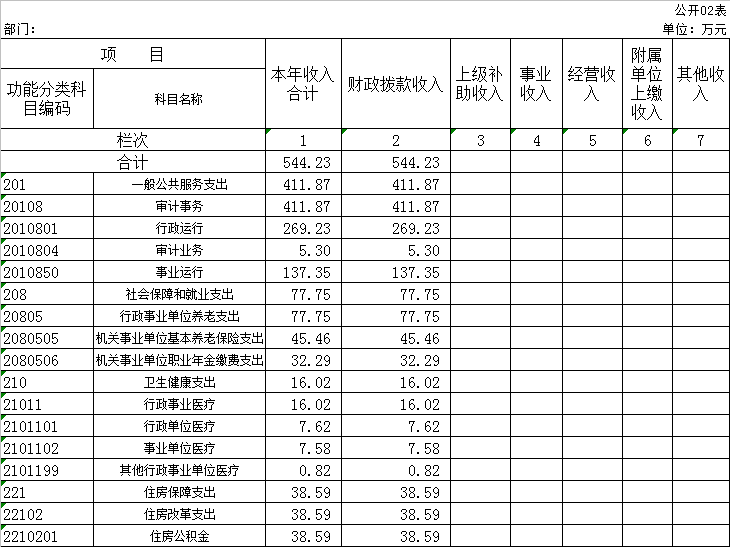 公开02表
部门： 单位：万元
项 目 本年收入合计 财政拨款收入 上级补助收入 事业收入 经营收入 附属单位上缴收入 其他收入
功能分类科目编码 科目名称
栏次 1 2 3 4 5 6 7
合计 544.23 544.23
201 一般公共服务支出 411.87 411.87
20108 审计事务 411.87 411.87
2010801 行政运行 269.23 269.23
2010804 审计业务 5.30 5.30
2010850 事业运行 137.35 137.35
208 社会保障和就业支出 77.75 77.75
20805 行政事业单位养老支出 77.75 77.75
2080505 机关事业单位基本养老保险支出 45.46 45.46
2080506 机关事业单位职业年金缴费支出 32.29 32.29
210 卫生健康支出 16.02 16.02
21011 行政事业医疗 16.02 16.02
2101101 行政单位医疗 7.62 7.62
2101102 事业单位医疗 7.58 7.58
2101199 其他行政事业单位医疗 0.82 0.82
221 住房保障支出 38.59 38.59
22102 住房改革支出 38.59 38.59
2210201 住房公积金 38.59 38.59